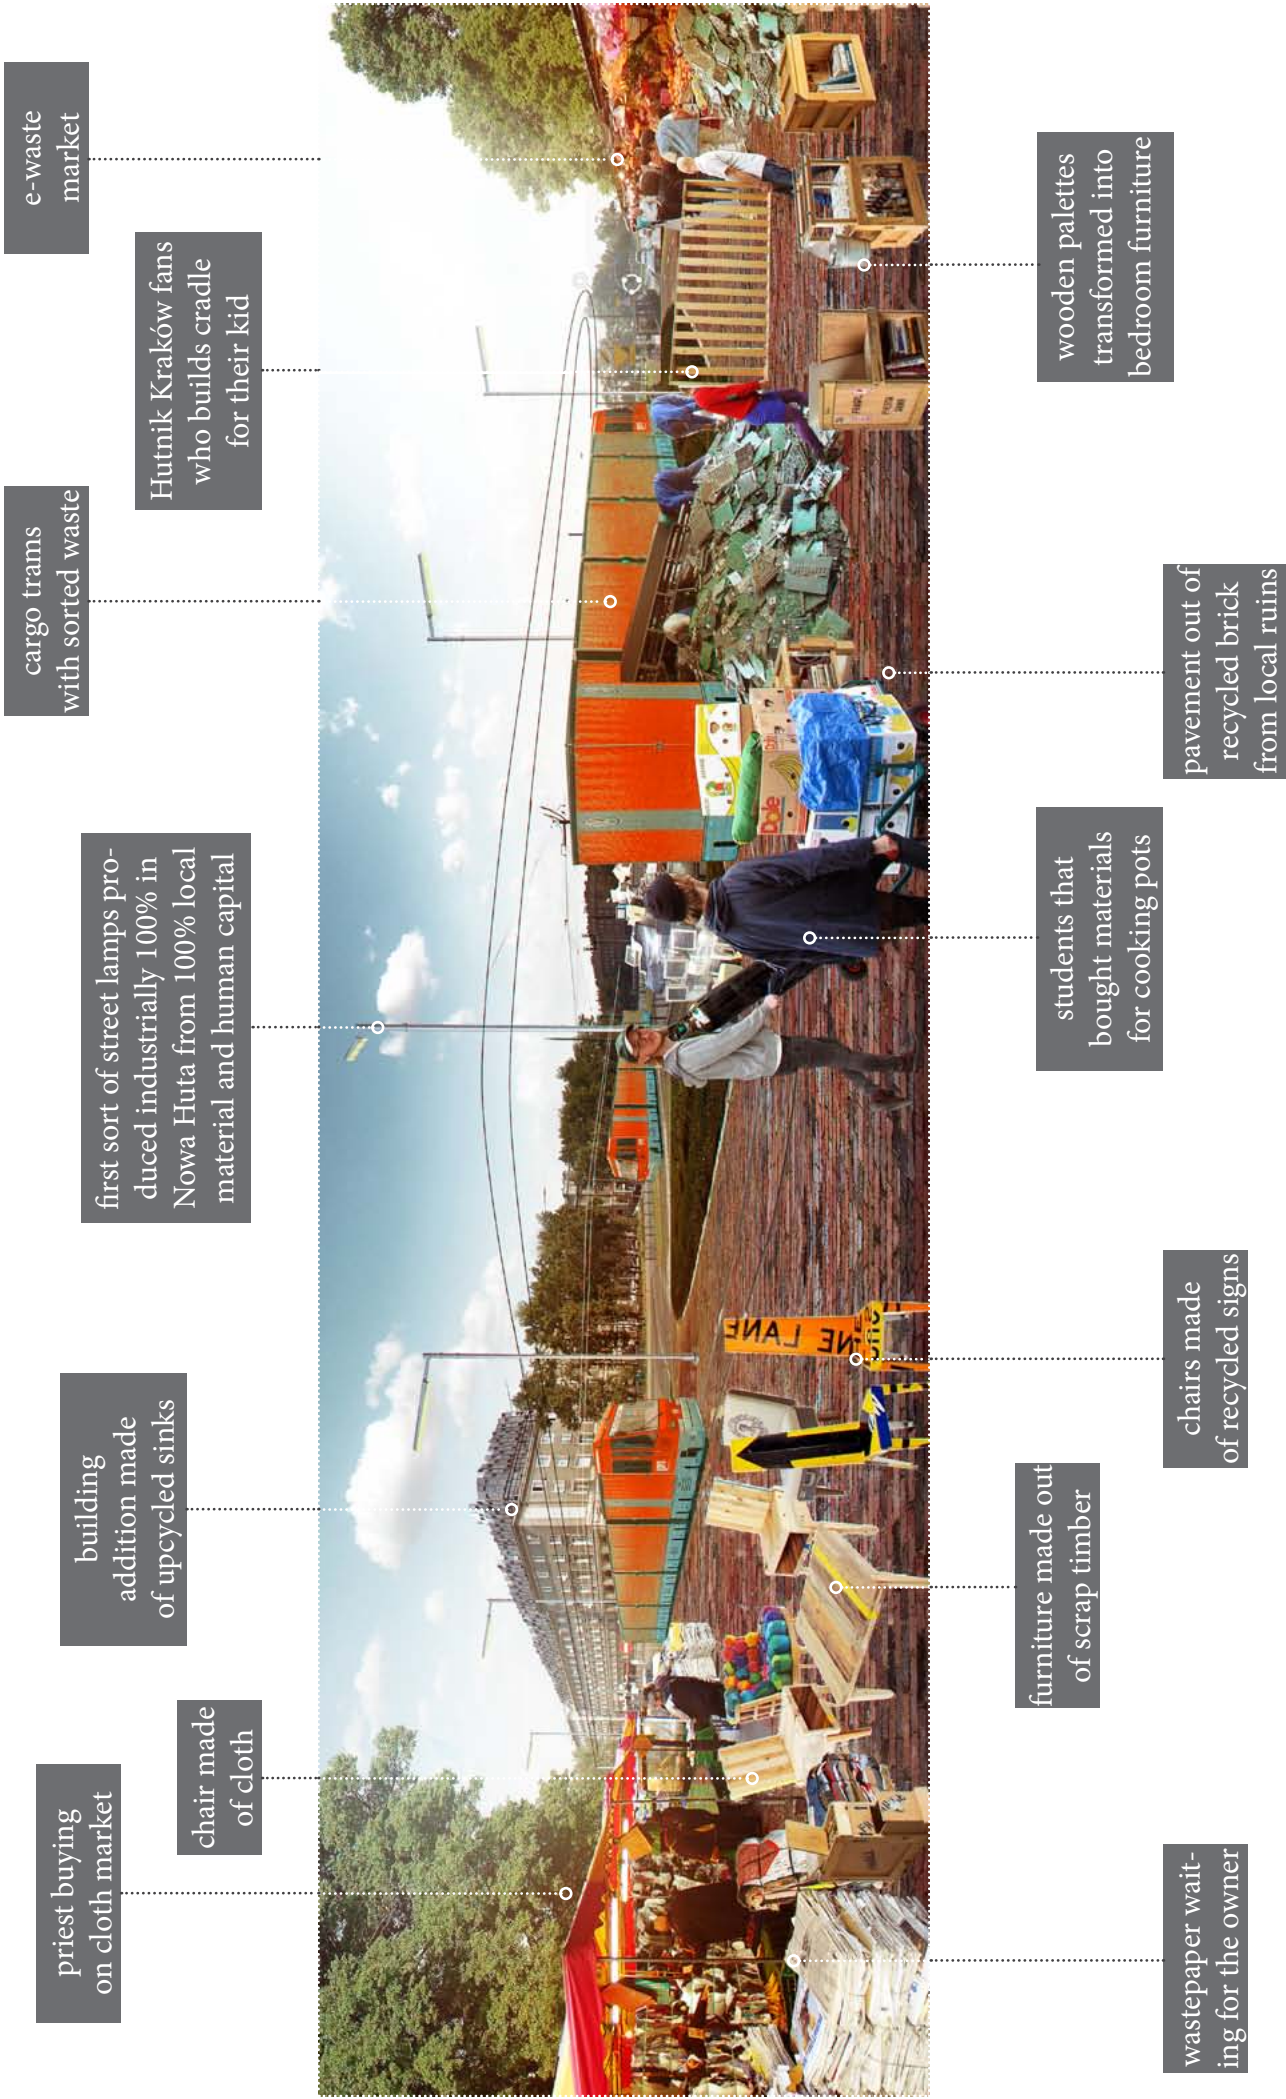 priest buying
on cloth market
chair made
of cloth
building
addition made
of upcycled sinks
first sort of street lamps pro-
duced industrially 100% in
Nowa Huta from 100% local
material and human capital
cargo trams
with sorted waste
Hutnik Kraków fans
who builds cradle
for their kid
e-waste
market
NE LANE
Dole
wastepaper wait-
ing for the owner
furniture made out
of scrap timber
chairs made
of recycled signs
students that
bought materials
for cooking pots
pavement out of
recycled brick
from local ruins
wooden palettes
transformed into
bedroom furniture